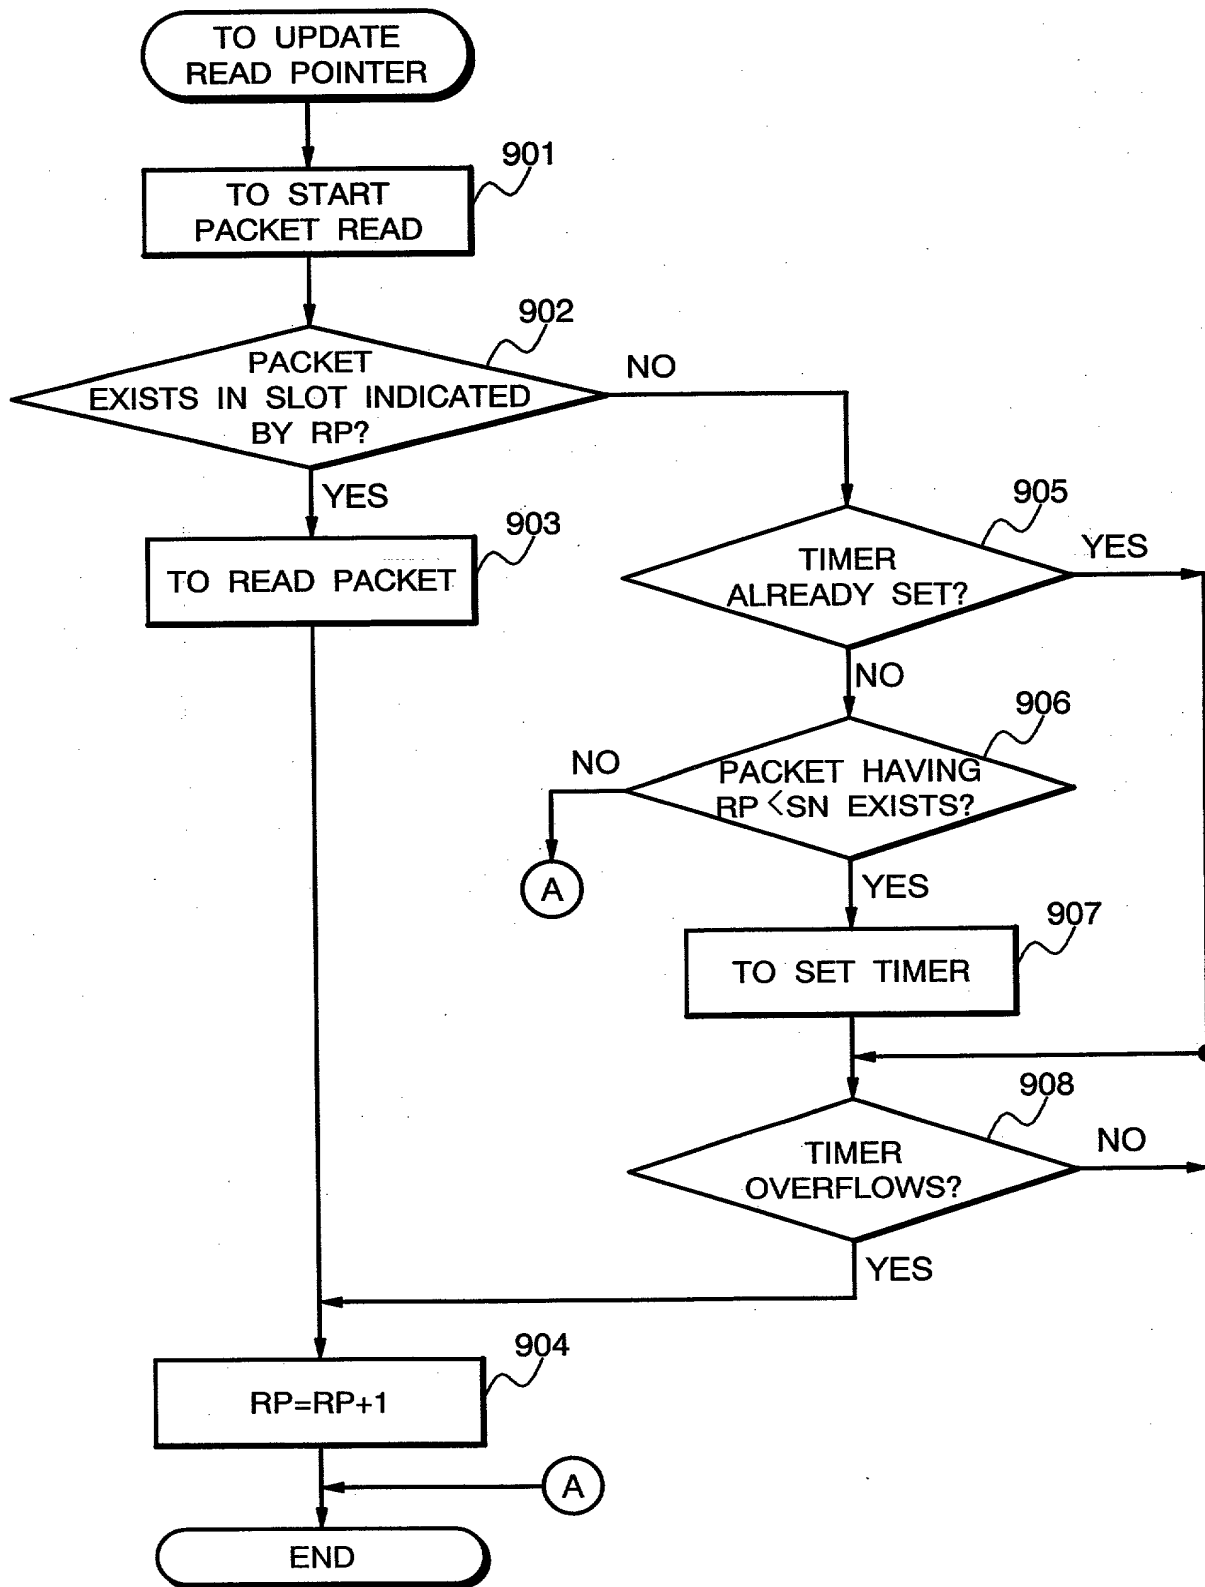 TO UPDATE
READ POINTER
901
TO START
PACKET READ
902
PACKET
EXISTS IN SLOT INDICATED
BY RP?
NO
YES
903
TO READ PACKET
905
TIMER
ALREADY SET?
YES
NO
906
PACKET HAVING
RP<SN EXISTS?
NO
A
YES
907
TO SET TIMER
908
TIMER
OVERFLOWS?
NO
YES
904
RP=RP+1
A
END